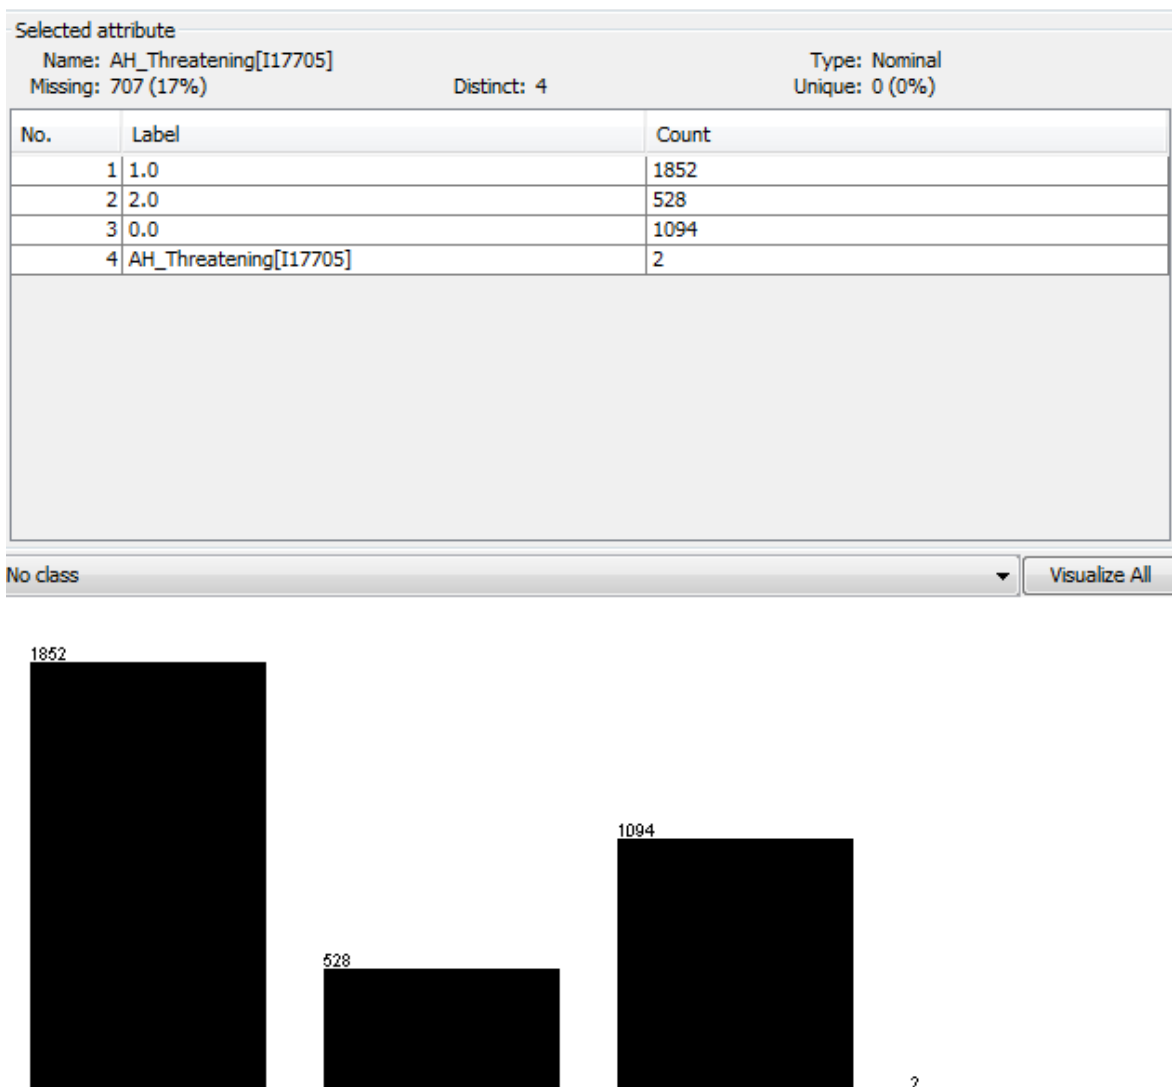 Selected attribute
Name: AH_Threatening[I17705] Type: Nominal
Missing: 707 (17%) Distinct: 4 Unique: 0 (0%)
No. Label Count
1 1.0 1852
2 2.0 528
3 0.0 1094
4 AH_Threatening[I17705] 2
No class Visualize All
1852
1094
528
2